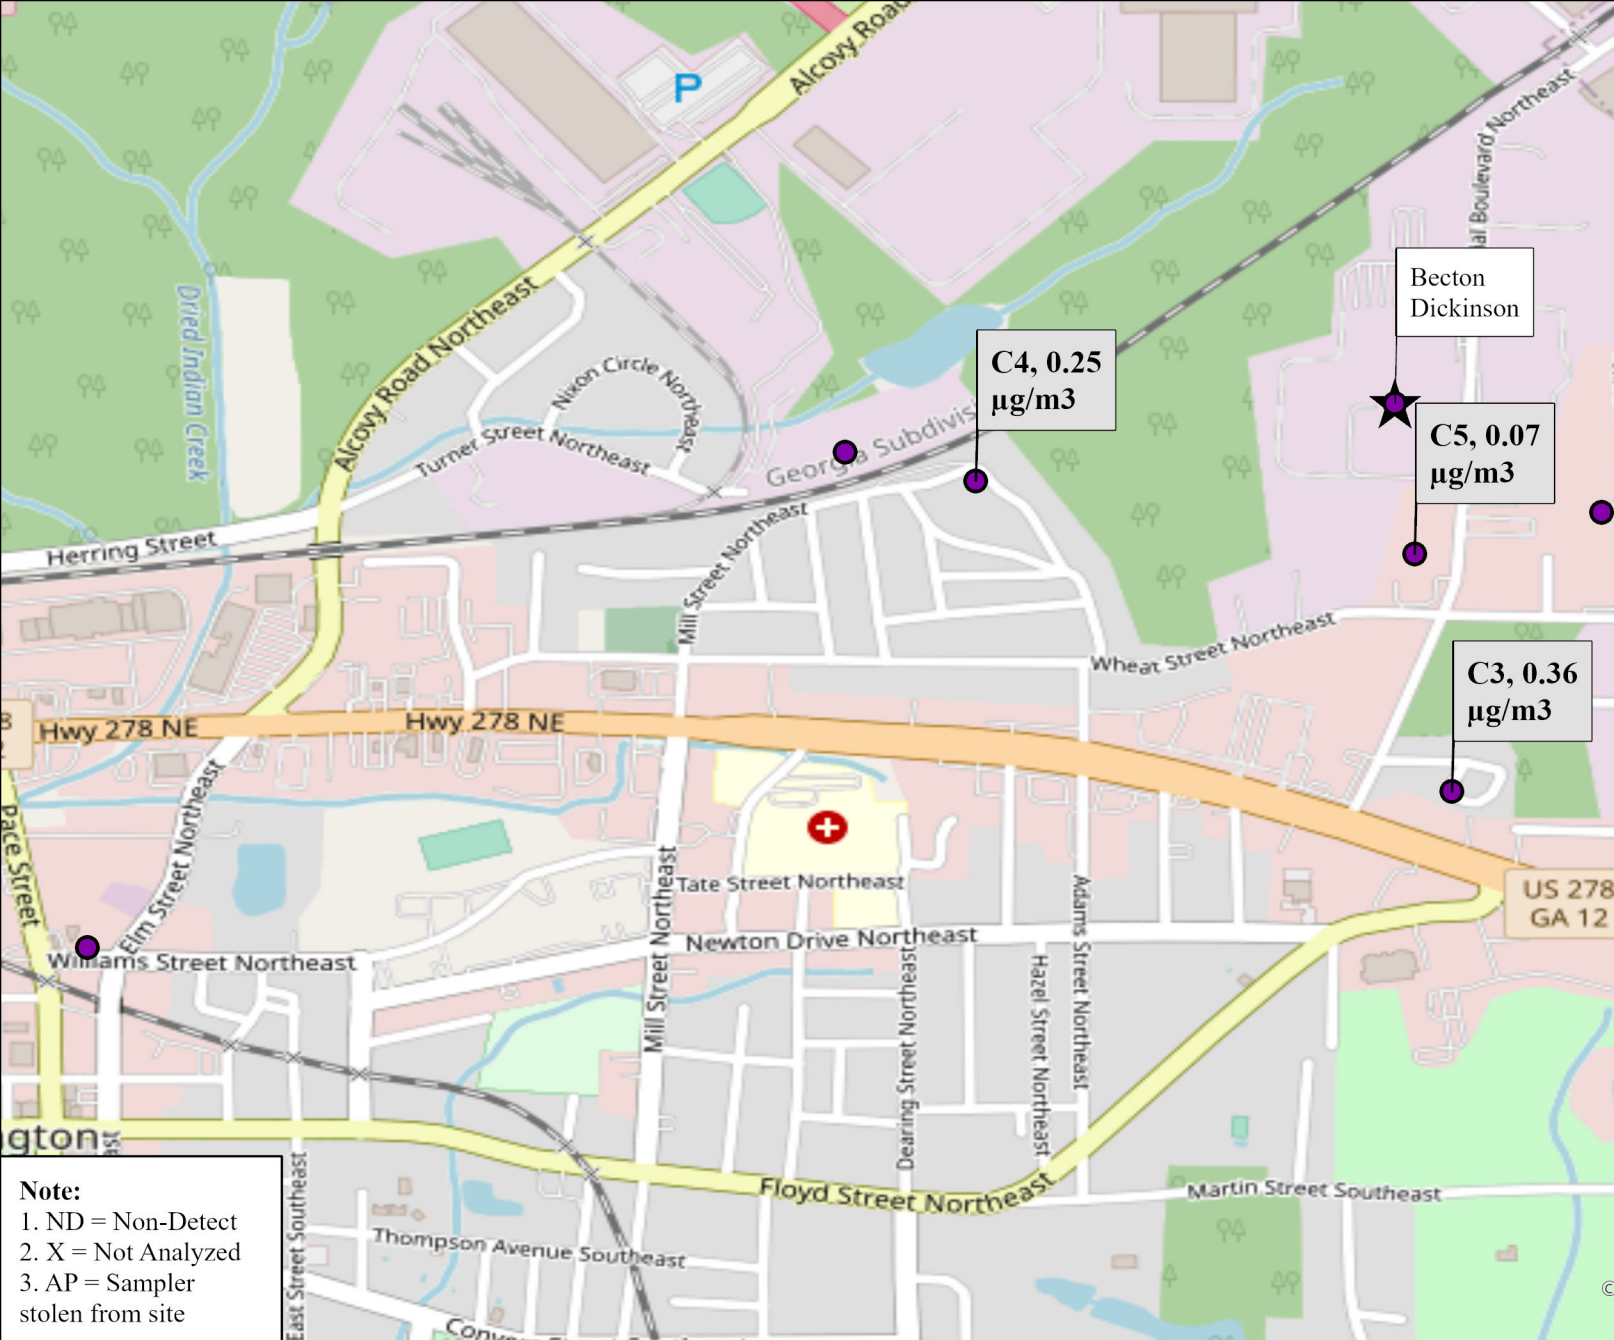 Alcovy Road
P
Alcovy Road Northeast
Dried Indian Creek
Nixon Circle Northeast
Turner Street Northeast
Herring Street
Georgia Subdivisi
Boulevard Northeast
Becton
Dickinson
C4, 0.25
µg/m3
C5, 0.07
µg/m3
C3, 0.36
µg/m3
Mill Street Northeast
Wheat Street Northeast
Hwy 278 NE
Hwy 278 NE
8
Pace Street
Elm Street Northeast
Williams Street Northeast
Tate Street Northeast
Newton Drive Northeast
Mill Street Northeast
Adams Street Northeast
Hazel Street Northeast
Dearing Street Northeast
US 278
GA 12
gton
Floyd Street Northeast
Martin Street Southeast
Thompson Avenue Southeast
East Street Southeast
Note:
1. ND = Non-Detect
2. X = Not Analyzed
3. AP = Sampler
stolen from site
©